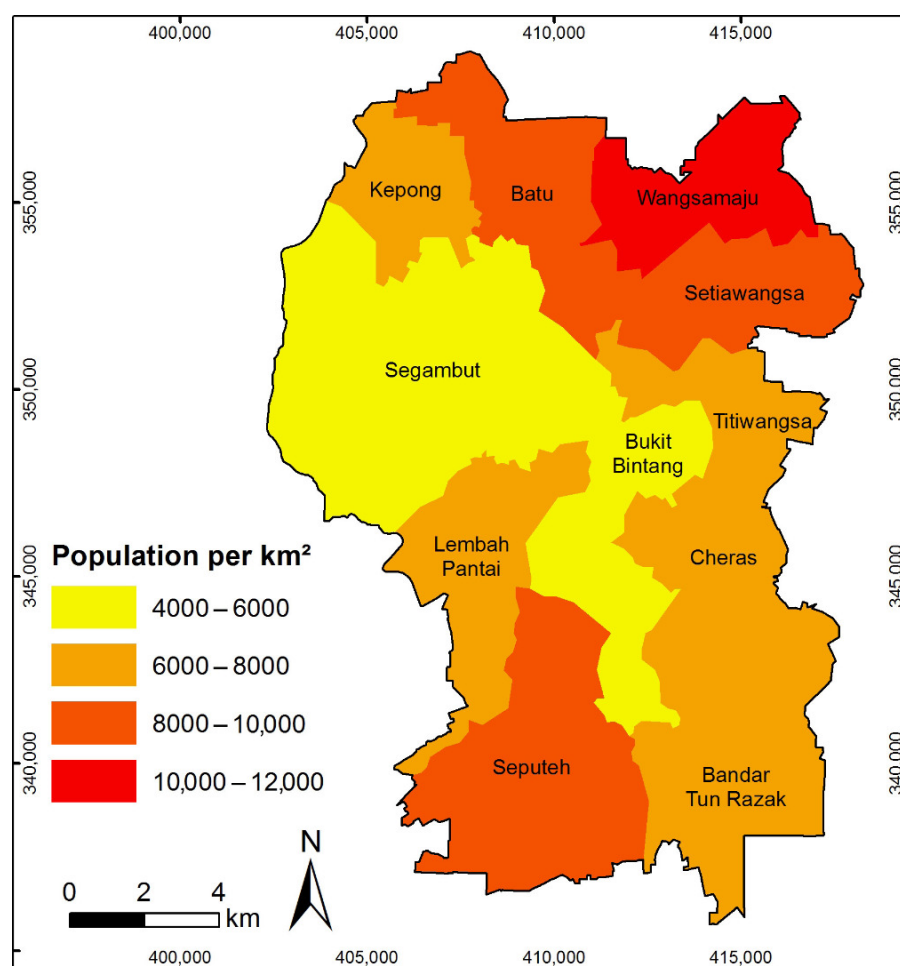 400,000
405,000
410,000
415,000
355,000
355,000
Kepong
Batu
Wangsamaju
Setiawangsa
350,000
350,000
Segambut
Titiwangsa
Bukit
Bintang
Lembah
Pantai
Cheras
345,000
345,000
Population per km²
4000 – 6000
6000 – 8000
8000 – 10,000
10,000 – 12,000
340,000
340,000
Seputeh
Bandar
Tun Razak
N
0 2 4
km
400,000
405,000
410,000
415,000